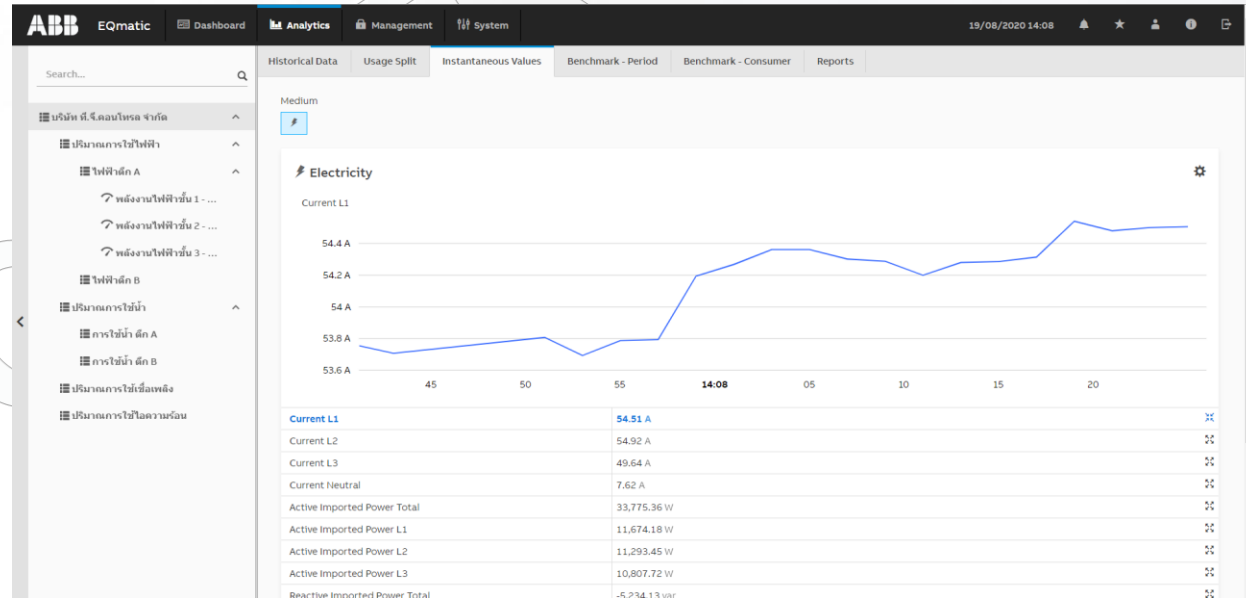 ABB EQmatic Dashboard Analytics Management System 19/08/2020 14:08
Search...
บริษัท ที.จี.คอนโทรล จำกัด
ปริมาณการใช้ไฟฟ้า
ไฟฟ้าตึก A
พลังงานไฟฟ้าชั้น 1 - ...
พลังงานไฟฟ้าชั้น 2 - ...
พลังงานไฟฟ้าชั้น 3 - ...
ไฟฟ้าตึก B
ปริมาณการใช้น้ำ
การใช้น้ำ ตึก A
การใช้น้ำ ตึก B
ปริมาณการใช้เชื้อเพลิง
ปริมาณการใช้ไอความร้อน
Historical Data Usage Split Instantaneous Values Benchmark - Period Benchmark - Consumer Reports
Medium
Electricity
Current L1
54.4 A
54.2 A
54 A
53.8 A
53.6 A
45 50 55 14:08 05 10 15 20
Current L1 54.51 A
Current L2 54.92 A
Current L3 49.64 A
Current Neutral 7.62 A
Active Imported Power Total 33,775.36 W
Active Imported Power L1 11,674.18 W
Active Imported Power L2 11,293.45 W
Active Imported Power L3 10,807.72 W
Reactive Imported Power Total -5,234.13 var